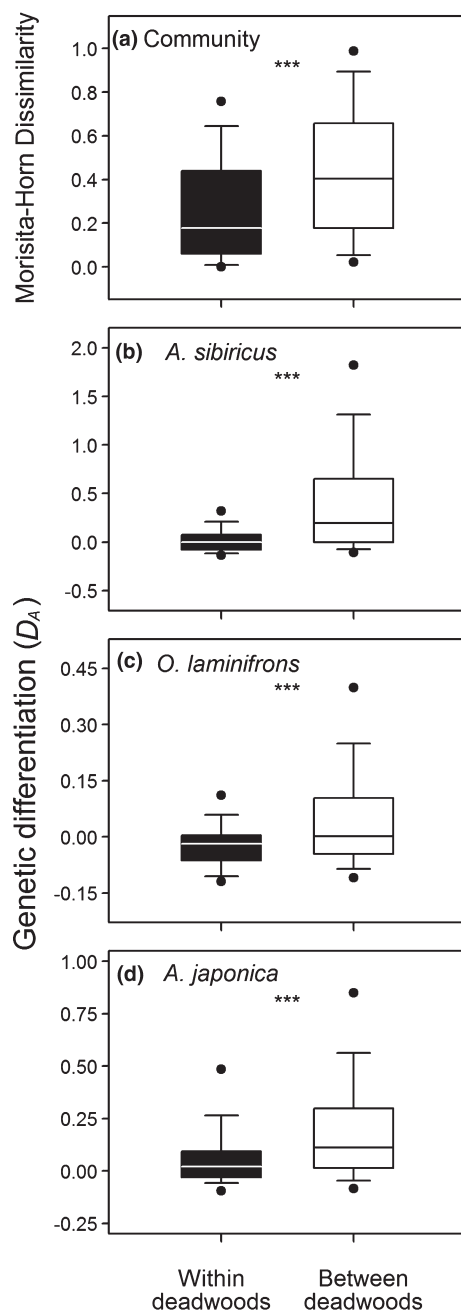 (a) Community
***
1.0
0.8
0.6
0.4
0.2
0.0
Morisita-Horn Dissimilarity
(b) A. sibiricus
***
2.0
1.5
1.0
0.5
0.0
-0.5
Genetic differentiation (DA)
(c) O. laminifrons
***
0.45
0.30
0.15
0.00
-0.15
(d) A. japonica
***
1.00
0.75
0.50
0.25
0.00
-0.25
Within
deadwoods
Between
deadwoods